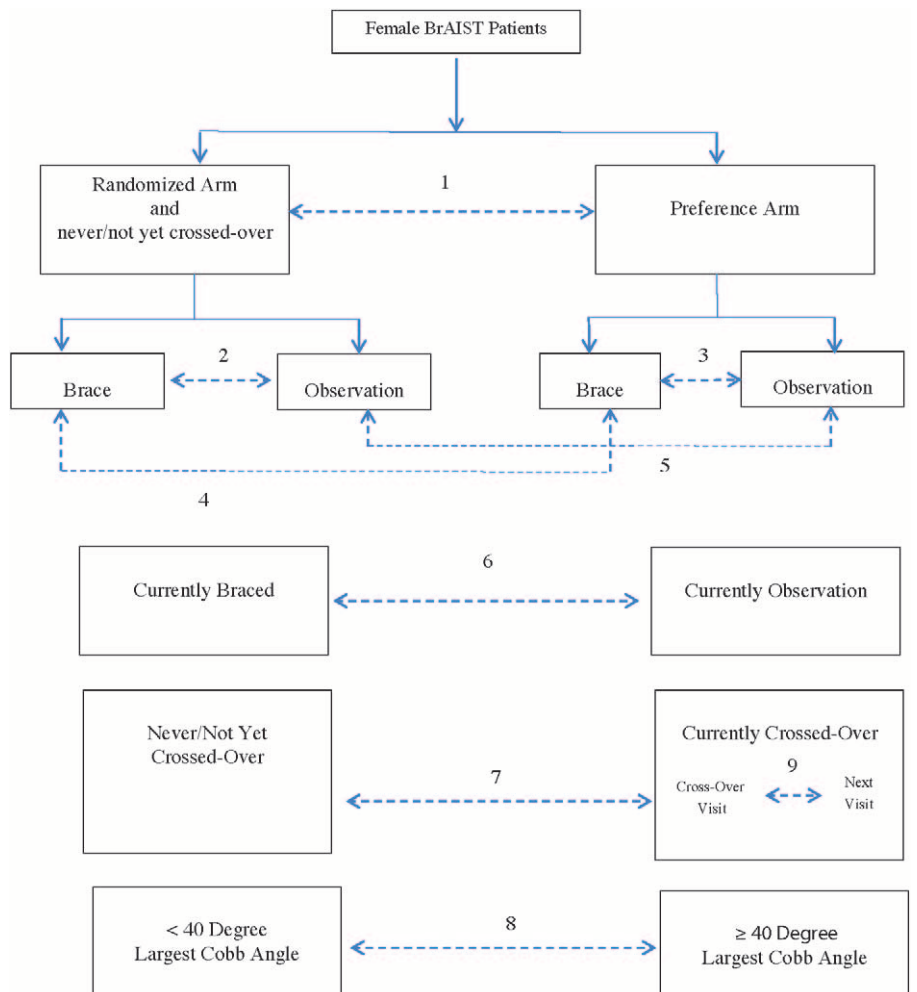 Female BrAIST Patients
Randomized Arm
and
never/not yet crossed-over
1
Preference Arm
2
3
Brace
Observation
Brace
Observation
5
4
6
Currently Braced
Currently Observation
Never/Not Yet
Crossed-Over
7
Currently Crossed-Over
9
Cross-Over
Visit
Next
Visit
< 40 Degree
Largest Cobb Angle
8
≥ 40 Degree
Largest Cobb Angle